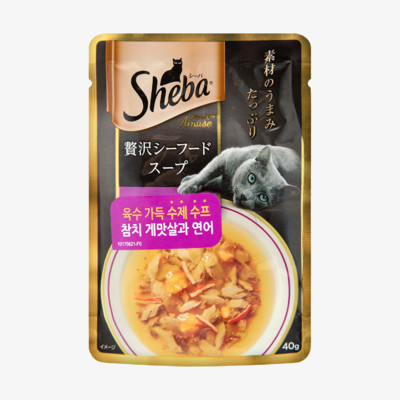 シーバ
Sheba®
Amuse
素材のうまみ
たっぷり
贅沢シーフード
スープ
육수 가득 수제 수프
참치 게맛살과 연어
イメージ
40g